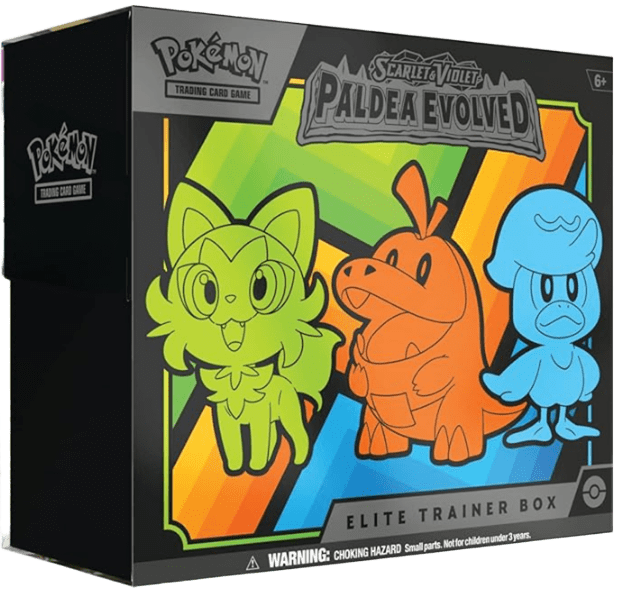 POKÉMON
TRADING CARD GAME
POKÉMON
TRADING CARD GAME
SCARLET & VIOLET
PALDEA EVOLVED
6+
ELITE TRAINER BOX
WARNING: CHOKING HAZARD Small parts. Not for children under 3 years.